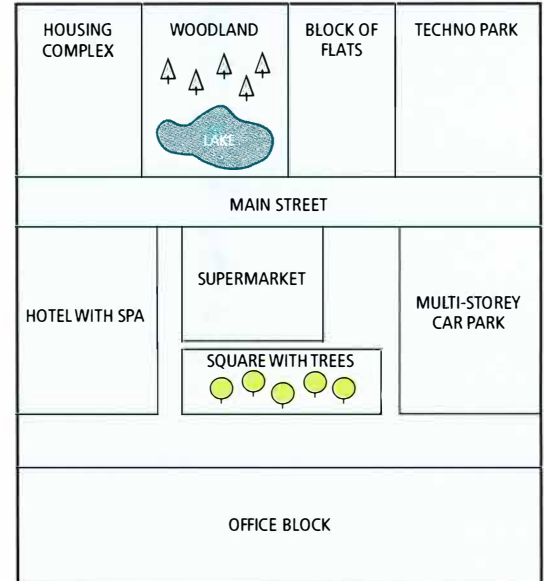 HOUSING
COMPLEX
WOODLAND
BLOCK OF
FLATS
TECHNO PARK
LAKE
MAIN STREET
HOTEL WITH SPA
SUPERMARKET
MULTI-STOREY
CAR PARK
SQUARE WITH TREES
OFFICE BLOCK